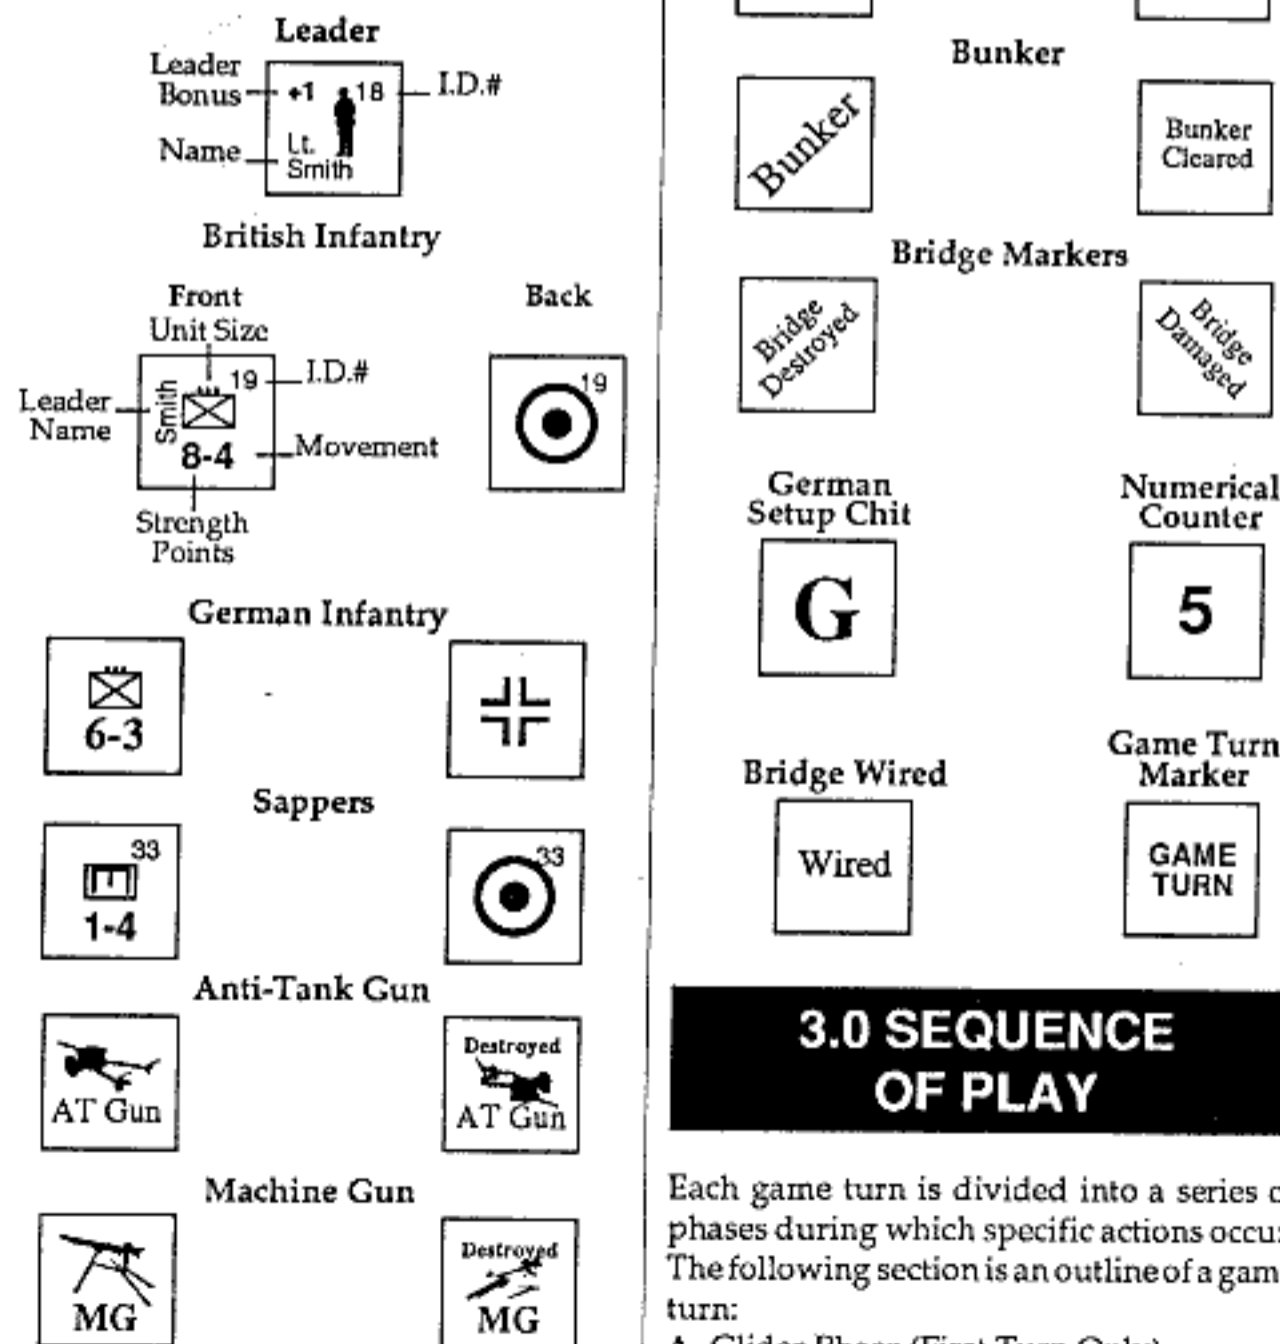 Leader
Leader
Bonus
+1
18
I.D.#
Name
Lt.
Smith
British Infantry
Front
Back
Unit Size
19
I.D.#
Leader
Name
Smith
8-4
Movement
19
Strength
Points
German Infantry
6-3
Sappers
33
1-4
33
Anti-Tank Gun
AT Gun
Destroyed
AT Gun
Machine Gun
MG
Destroyed
MG
Bunker
Bunker
Bunker
Cleared
Bridge Markers
Bridge
Destroyed
Bridge
Damaged
German
Setup Chit
G
Numerical
Counter
5
Bridge Wired
Wired
Game Turn
Marker
GAME
TURN
3.0 SEQUENCE
OF PLAY
Each game turn is divided into a series
phases during which specific actions
The following section is an outline of a
turn: